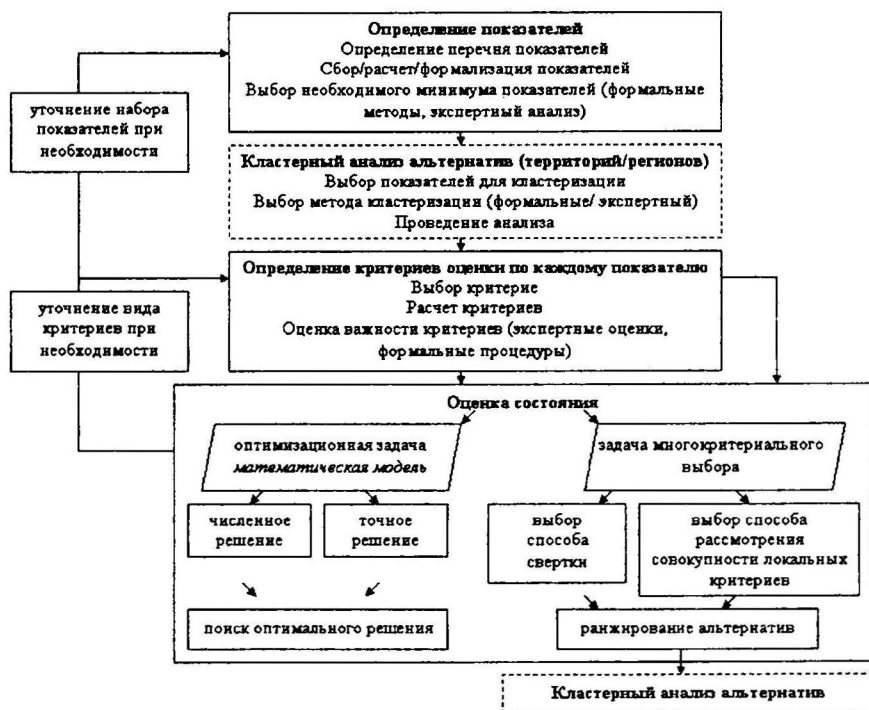 Определение показателей
Определение перечня показателей
Сбор/расчет/формализация показателей
Выбор необходимого минимума показателей (формальные
методы, экспертный анализ)
уточнение набора
показателей при
необходимости
Кластерный анализ альтернатив (территорий/регионов)
Выбор показателей для кластеризации
Выбор метода кластеризации (формальные/ экспертный)
Проведение анализа
Определение критериев оценки по каждому показателю
Выбор критерие
Расчет критериев
Оценка важности критериев (экспертные оценки,
формальные процедуры)
уточнение вида
критериев при
необходимости
Оценка состояния
оптимизационная задача
математическая модель
задача многокритериального
выбора
численное
решение
точное
решение
выбор
способа
свертки
выбор способа
рассмотрения
совокупности локальных
критериев
поиск оптимального решения
ранжирование альтернатив
Кластерный анализ альтернатив